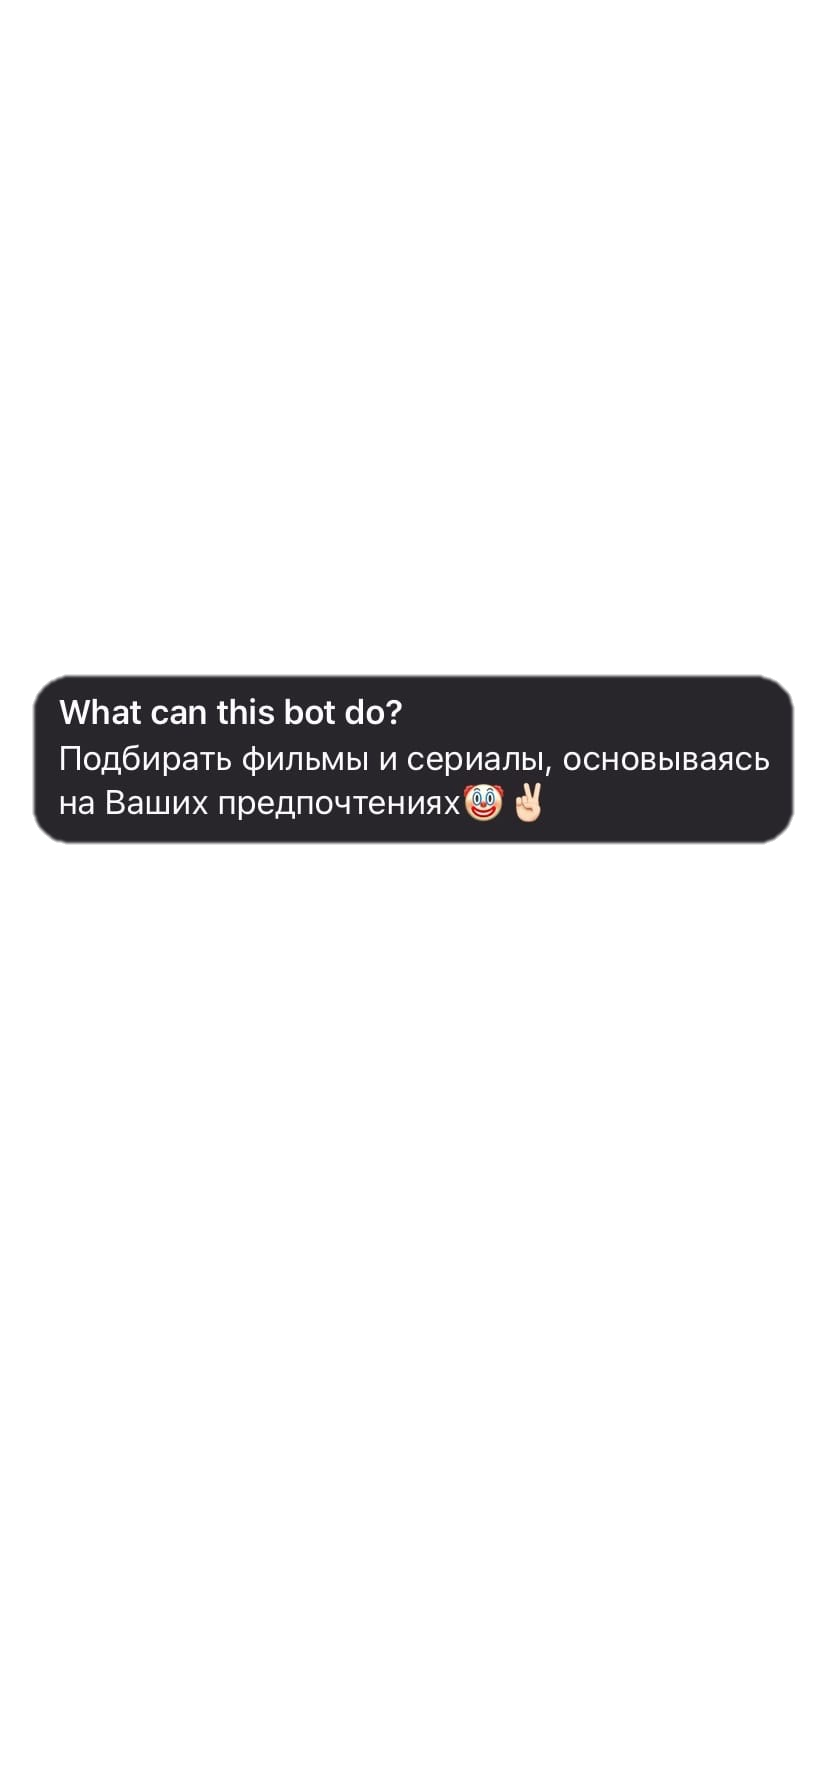 What can this bot do?
Подбирать фильмы и сериалы, основываясь
на Ваших предпочтениях🤡✌🏻